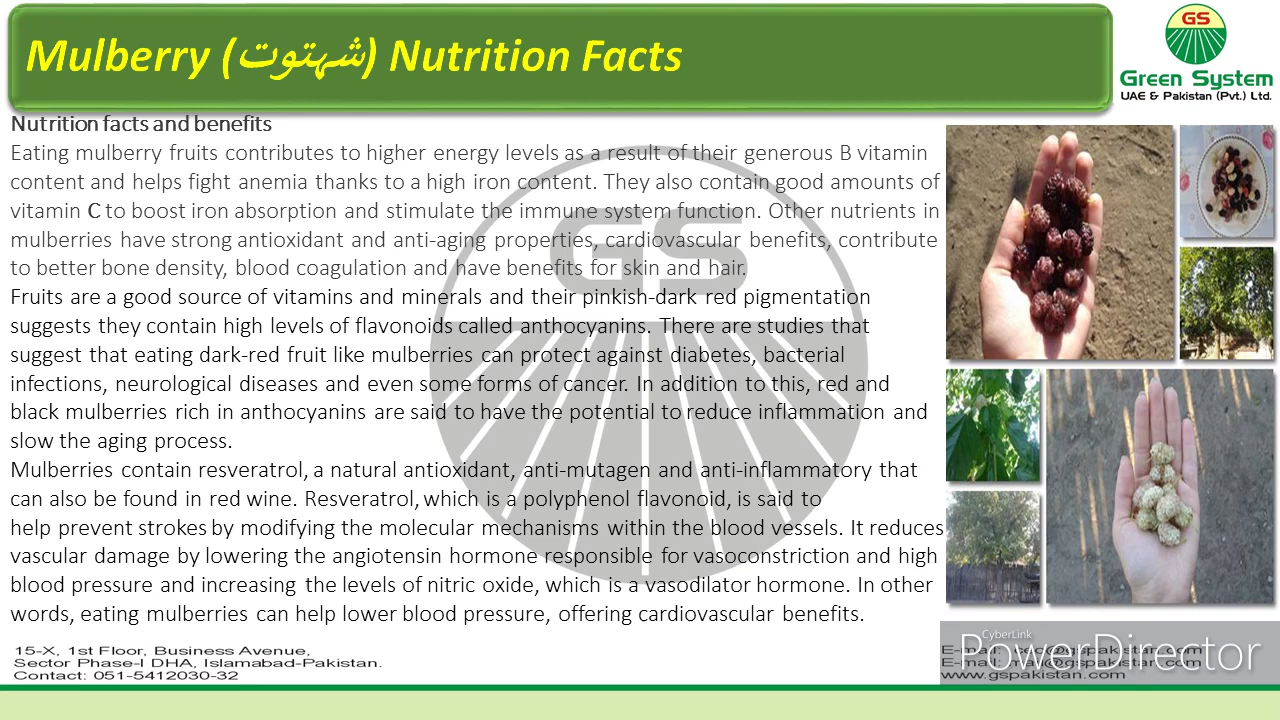 Mulberry (شہتوت) Nutrition Facts
GS
Green System
UAE & Pakistan (Pvt.) Ltd.
Nutrition facts and benefits
Eating mulberry fruits contributes to higher energy levels as a result of their generous B vitamin
content and helps fight anemia thanks to a high iron content. They also contain good amounts of
vitamin C to boost iron absorption and stimulate the immune system function. Other nutrients in
mulberries have strong antioxidant and anti-aging properties, cardiovascular benefits, contribute
to better bone density, blood coagulation and have benefits for skin and hair.
Fruits are a good source of vitamins and minerals and their pinkish-dark red pigmentation
suggests they contain high levels of flavonoids called anthocyanins. There are studies that
suggest that eating dark-red fruit like mulberries can protect against diabetes, bacterial
infections, neurological diseases and even some forms of cancer. In addition to this, red and
black mulberries rich in anthocyanins are said to have the potential to reduce inflammation and
slow the aging process.
Mulberries contain resveratrol, a natural antioxidant, anti-mutagen and anti-inflammatory that
can also be found in red wine. Resveratrol, which is a polyphenol flavonoid, is said to
help prevent strokes by modifying the molecular mechanisms within the blood vessels. It reduces
vascular damage by lowering the angiotensin hormone responsible for vasoconstriction and high
blood pressure and increasing the levels of nitric oxide, which is a vasodilator hormone. In other
words, eating mulberries can help lower blood pressure, offering cardiovascular benefits.
GS
15-X, 1st Floor, Business Avenue,
Sector Phase-I DHA, Islamabad-Pakistan.
Contact: 051-5412030-32
CyberLink
PowerDirector
E-mail:
E-mail:
www.gspakistan.com